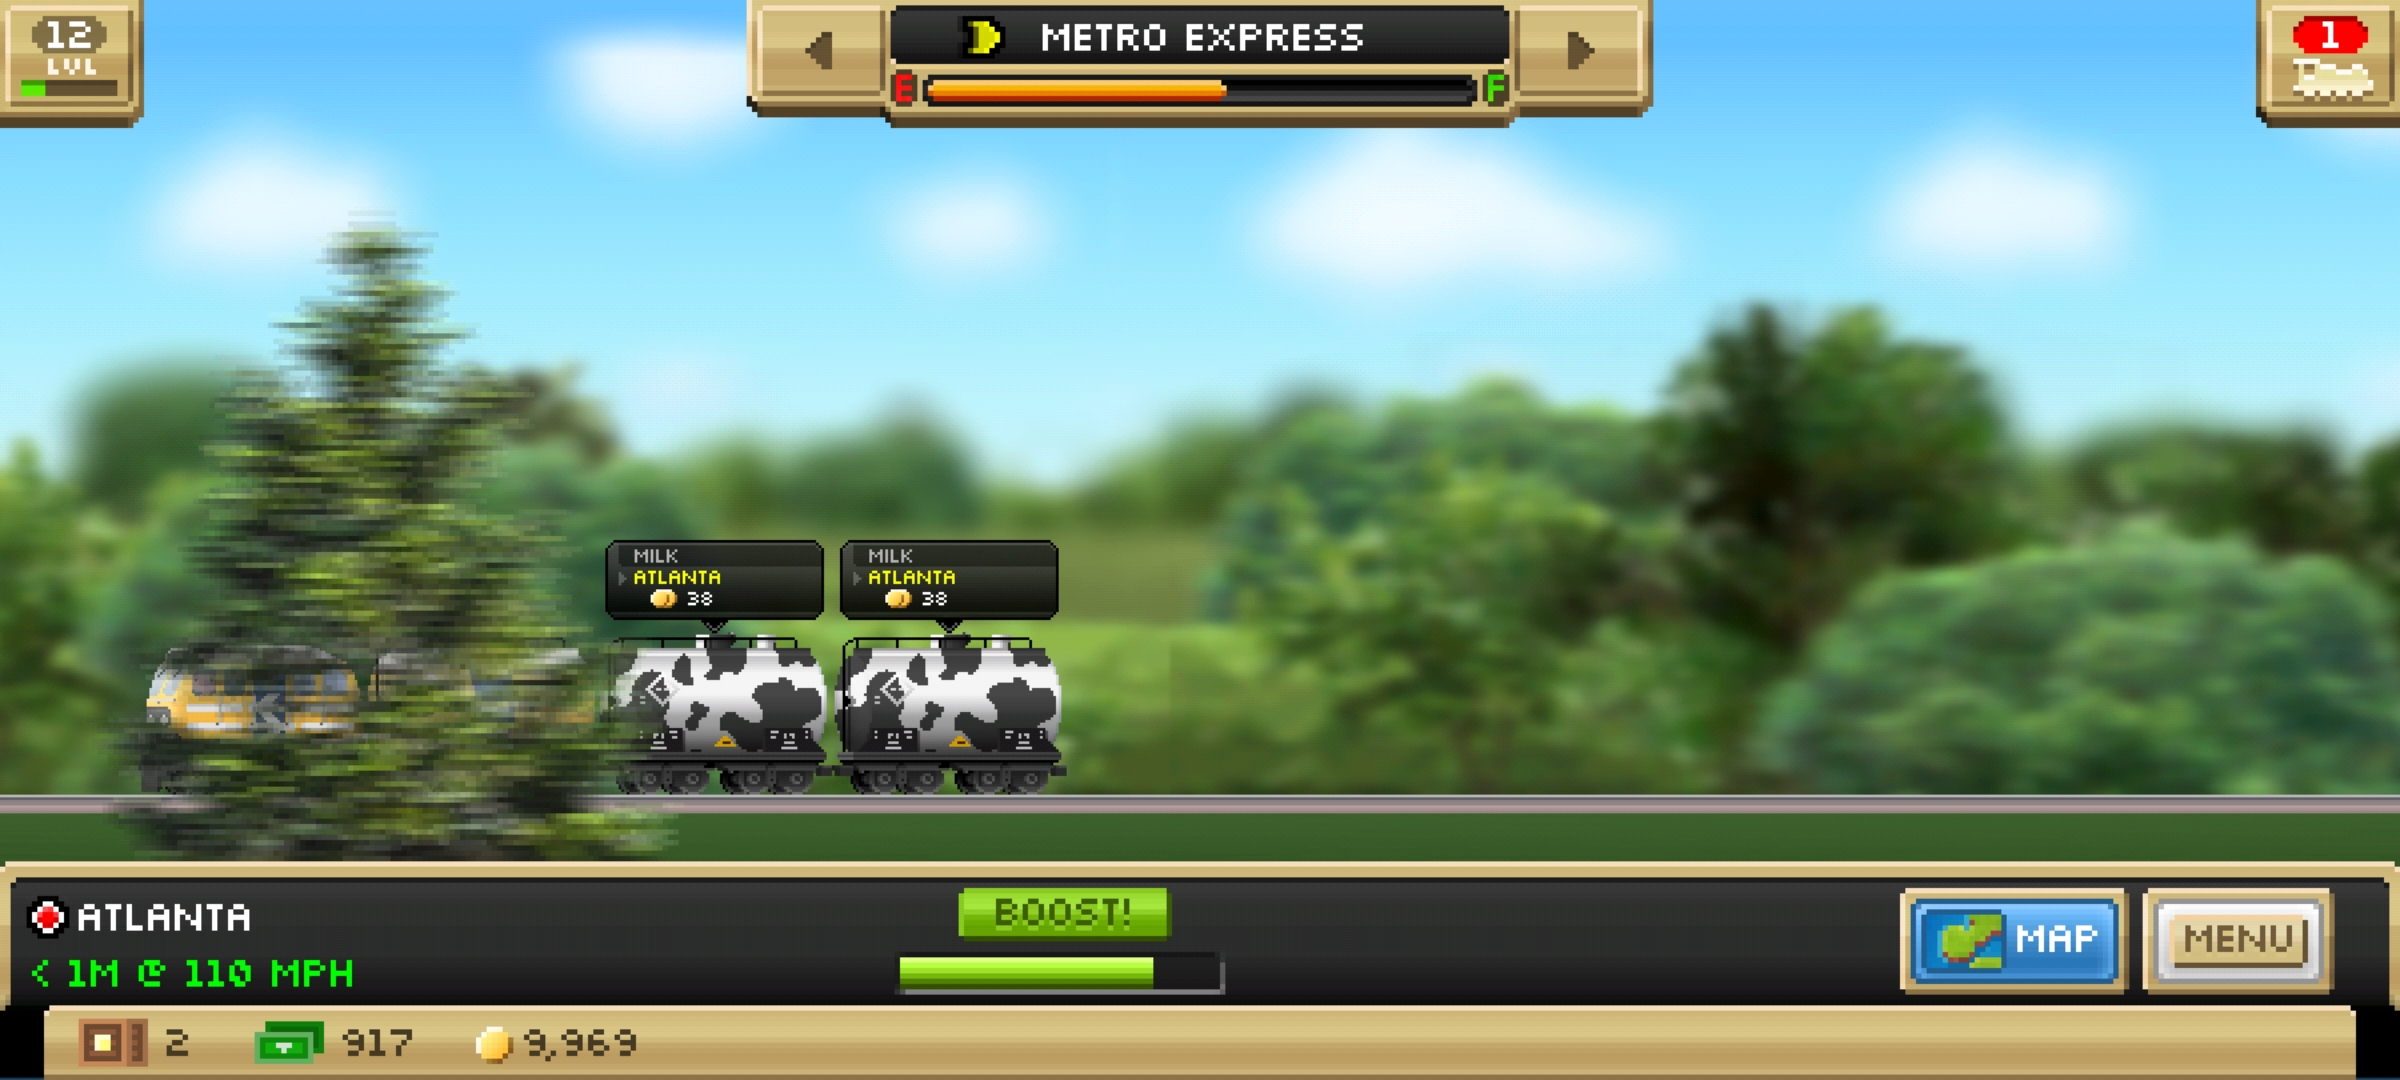 12
LVL
METRO EXPRESS
E
F
1
MILK
ATLANTA
38
MILK
ATLANTA
38
ATLANTA
< 1M @ 110 MPH
BOOST!
MAP
MENU
2
917
9,969